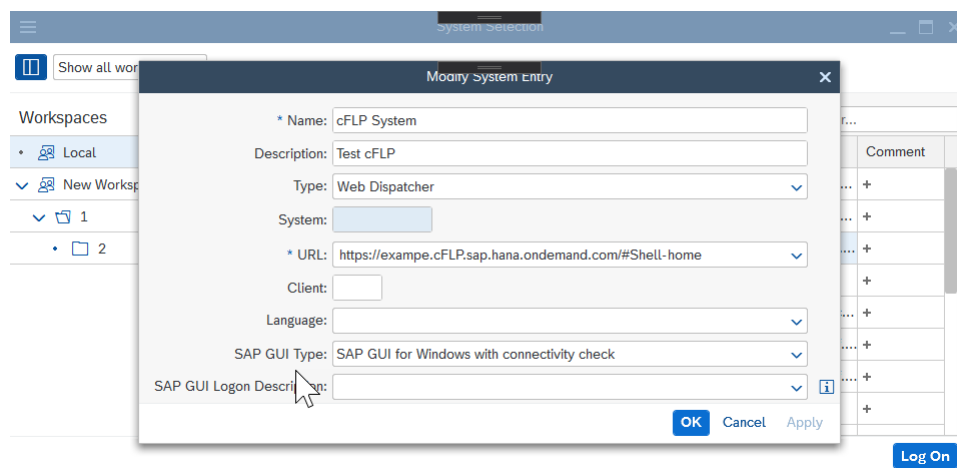 System Selection
Show all wor
Modify System Entry
Workspaces
* Name: cFLP System
r...
Description: Test cFLP
Comment
Local
Type: Web Dispatcher
New Worksp
... +
1
System:
... +
* URL: https://exampe.cFLP.sap.hana.ondemand.com/#Shell-home
2
.... +
Client:
+
Language:
... +
SAP GUI Type: SAP GUI for Windows with connectivity check
.... +
SAP GUI Logon Description:
.... +
+
OK Cancel Apply
Log On